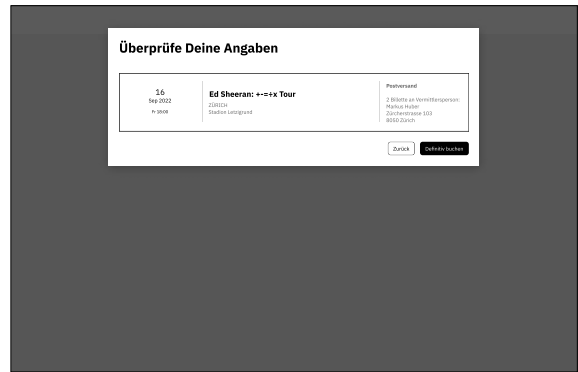 Überprüfe Deine Angaben
16
Sep 2022
Fr 18:00
Ed Sheeran: +-=÷x Tour
ZÜRICH
Stadion Letzigrund
Postversand
2 Billette an Vermittlersperson:
Markus Huber
Zürcherstrasse 103
8050 Zürich
Zurück
Definitiv buchen